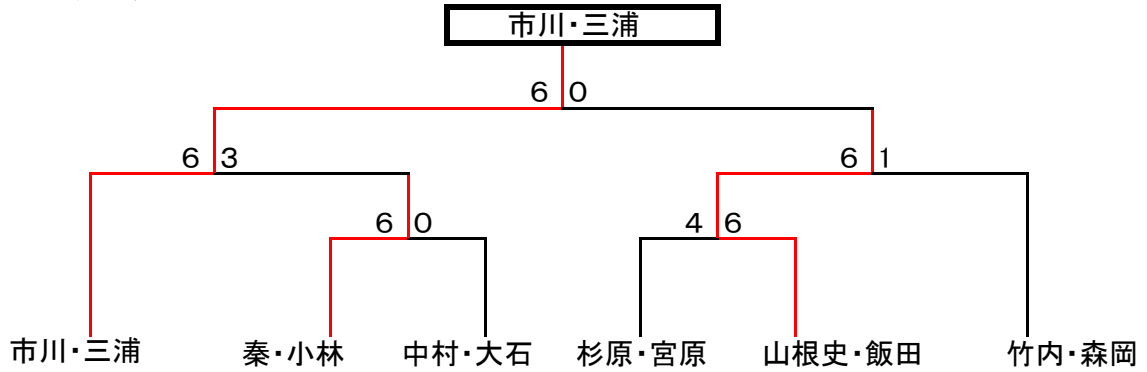 市川・三浦
６ ０
６ ３ ６ １
６ ０ ４ ６
市川・三浦 秦・小林 中村・大石 杉原・宮原 山根史・飯田 竹内・森岡